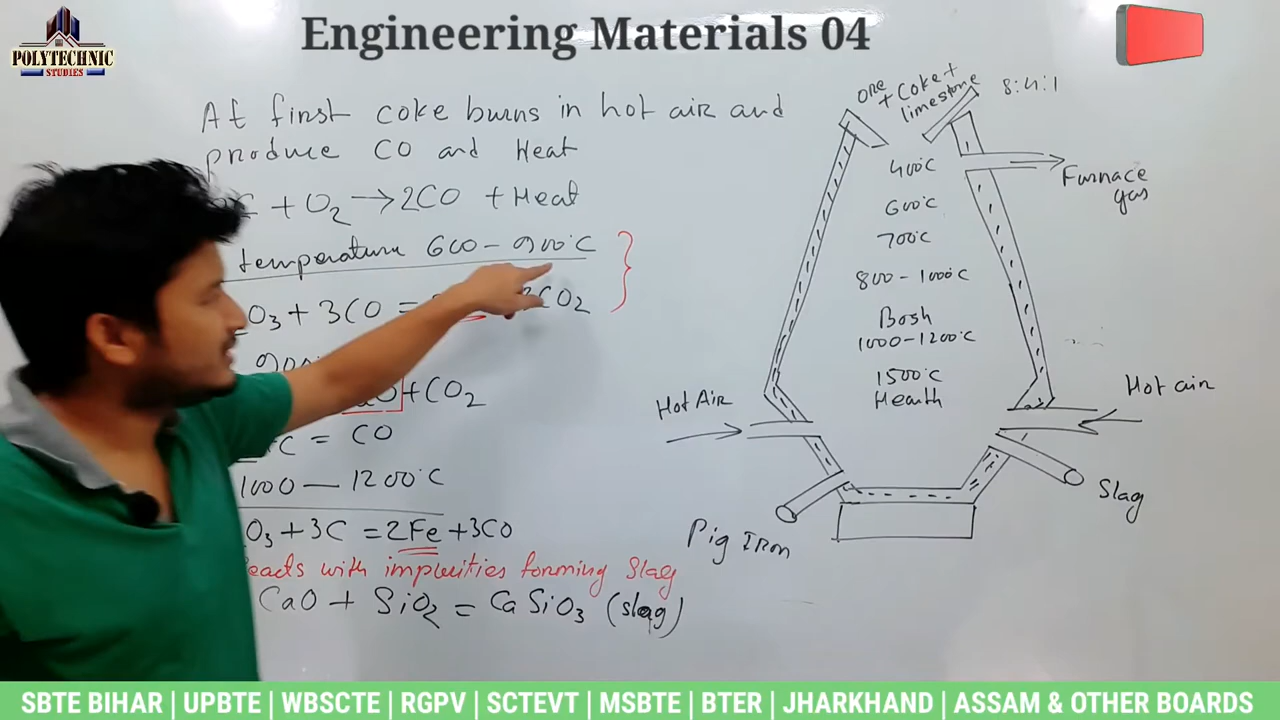 Engineering Materials 04
POLYTECHNIC
STUDIES
At first coke burns in hot air and
produce CO and Heat
C + O2 → 2CO + Heat
temperature 600 – 900°C
O3 + 3CO = CO2
900
+ CO2
C = CO
1000 — 1200°C
O3 + 3C = 2Fe + 3CO
reacts with impurities forming Slag
CaO + SiO2 = CaSiO3 (slag)
ore + Coke +
limestone
8:4:1
400°C
Furnace
gas
600°C
700°C
800 - 1000°C
Bosh
1000-1200°C
1500°C
Hearth
Hot Air
Hot air
Slag
Pig Iron
SBTE BIHAR | UPBTE | WBSCTE | RGPV | SCTEVT | MSBTE | BTER | JHARKHAND | ASSAM & OTHER BOARDS